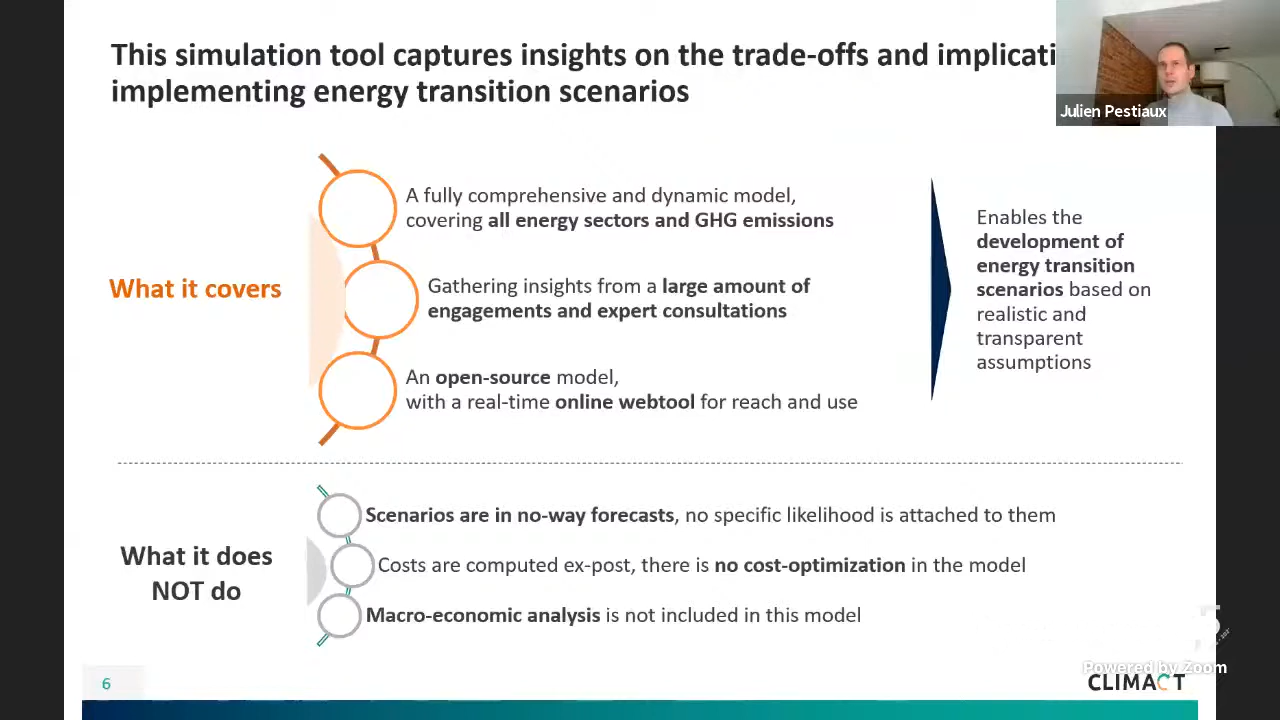 This simulation tool captures insights on the trade-offs and
implementing energy transition scenarios
Julien Pestiaux
What it covers
A fully comprehensive and dynamic model,
covering all energy sectors and GHG emissions
Gathering insights from a large amount of
engagements and expert consultations
An open-source model,
with a real-time online webtool for reach and use
Enables the
development of
energy transition
scenarios based on
realistic and
transparent
assumptions
What it does
NOT do
Scenarios are in no-way forecasts, no specific likelihood is attached to them
Costs are computed ex-post, there is no cost-optimization in the model
Macro-economic analysis is not included in this model
6
Powered by Zoom
CLIMACT